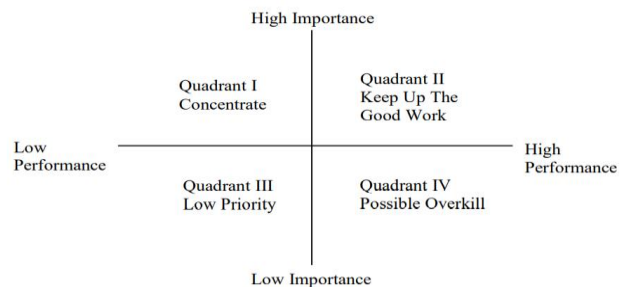 High Importance
Quadrant I
Concentrate
Quadrant II
Keep Up The
Good Work
Low
Performance
High
Performance
Quadrant III
Low Priority
Quadrant IV
Possible Overkill
Low Importance